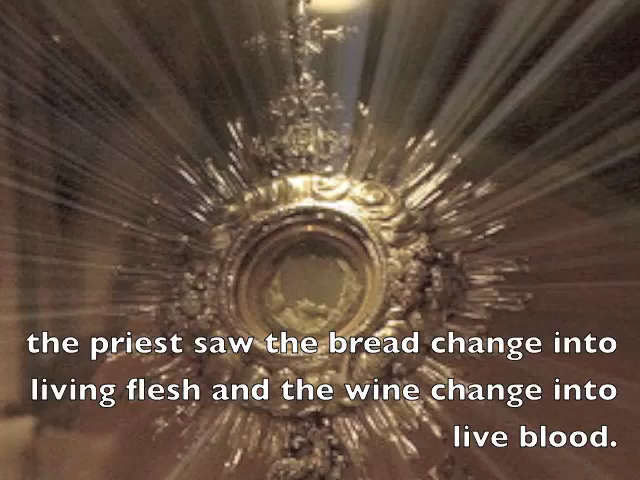 the priest saw the bread change into
living flesh and the wine change into
live blood.